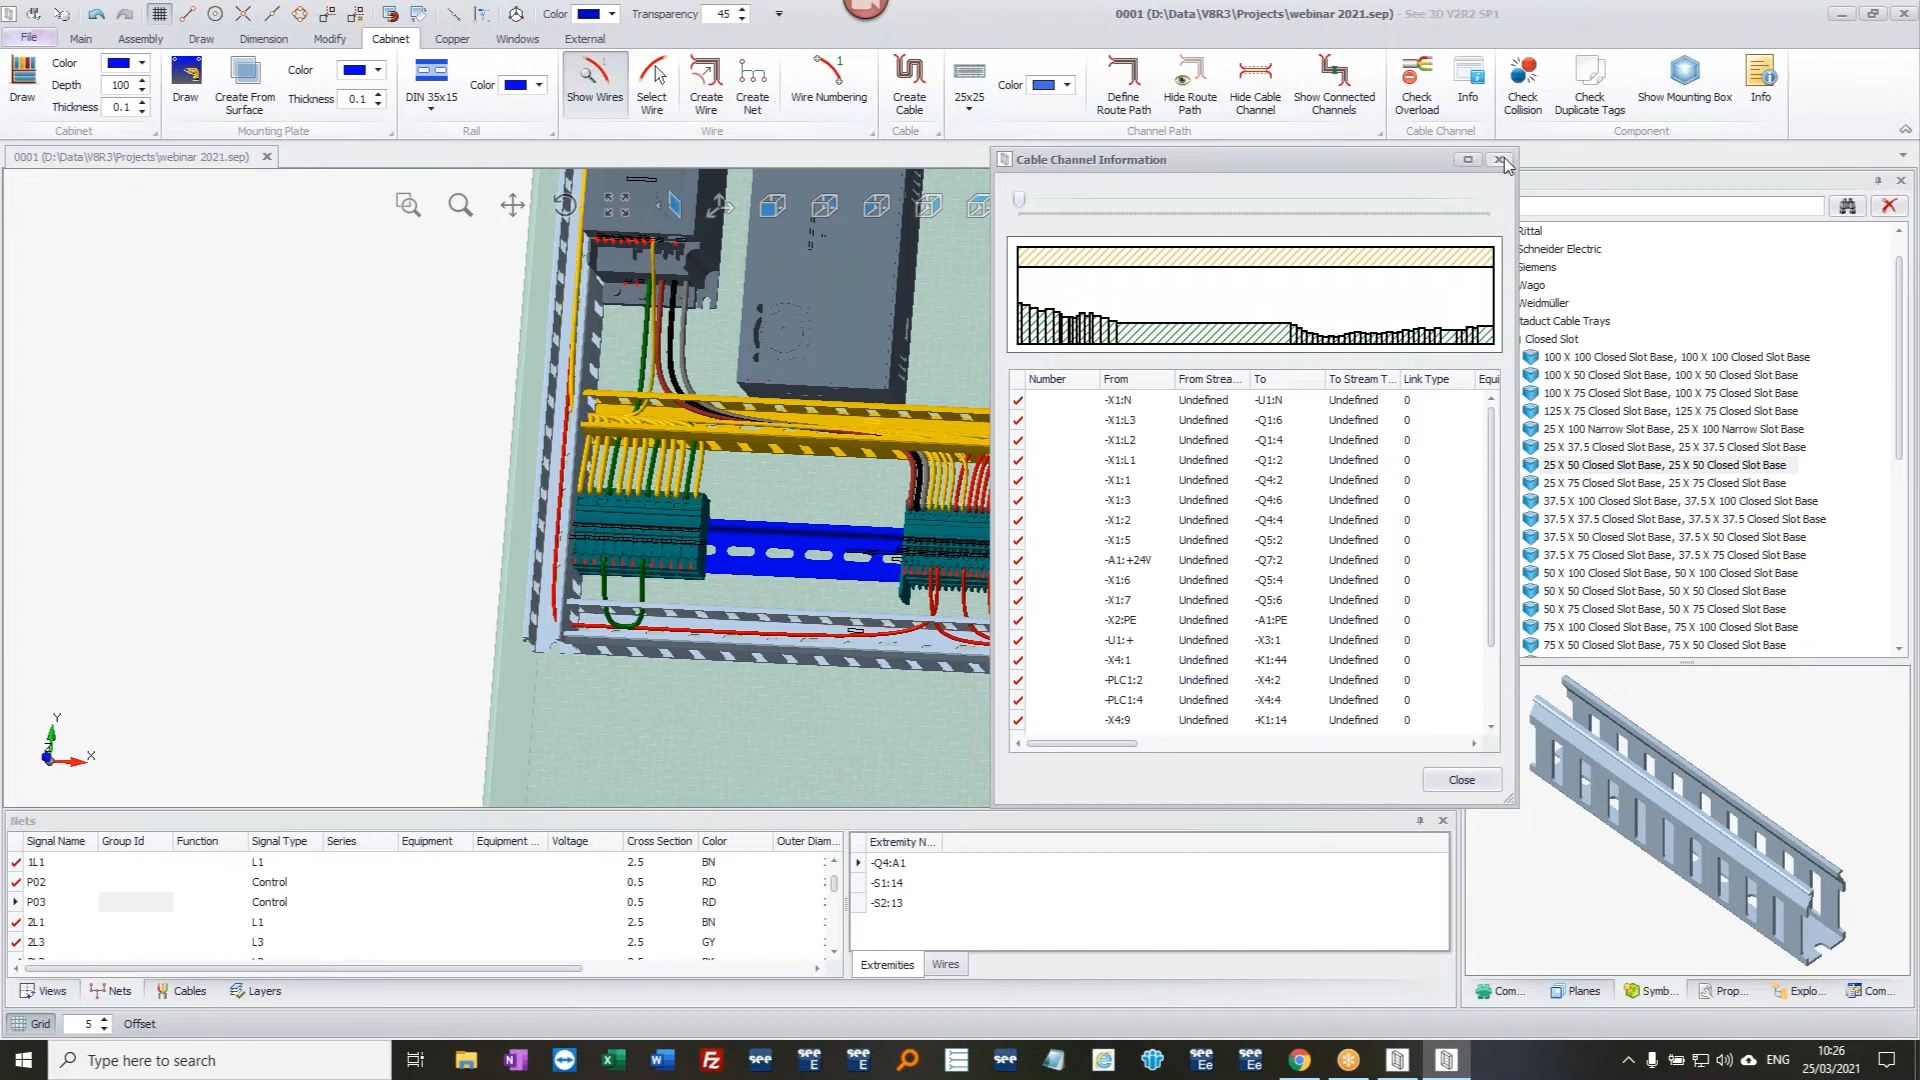 Color
Transparency 45
0001 (D:\Data\V8R3\Projects\webinar 2021.sep) - See 3D V2R2 SP1
File Main Assembly Draw Dimension Modify Cabinet Copper Windows External
Draw
Color
Depth 100
Thickness 0.1
Cabinet
Draw
Create From Surface
Color
Thickness 0.1
Mounting Plate
DIN 35x15
Color
Rail
Show Wires
Select Wire
Create Wire
Create Net
Wire Numbering
Wire
Create Cable
Cable
25x25
Color
Define Route Path
Hide Route Path
Hide Cable Channel
Show Connected Channels
Channel Path
Check Overload
Info
Cable Channel
Check Collision
Check Duplicate Tags
Show Mounting Box
Info
Component
0001 (D:\Data\V8R3\Projects\webinar 2021.sep)
Cable Channel Information
Number From From Strea... To To Stream T... Link Type Equi
-X1:N Undefined -U1:N Undefined 0
-X1:L3 Undefined -Q1:6 Undefined 0
-X1:L2 Undefined -Q1:4 Undefined 0
-X1:L1 Undefined -Q1:2 Undefined 0
-X1:1 Undefined -Q4:2 Undefined 0
-X1:3 Undefined -Q4:6 Undefined 0
-X1:2 Undefined -Q4:4 Undefined 0
-X1:5 Undefined -Q5:2 Undefined 0
-A1:+24V Undefined -Q7:2 Undefined 0
-X1:6 Undefined -Q5:4 Undefined 0
-X1:7 Undefined -Q5:6 Undefined 0
-X2:PE Undefined -A1:PE Undefined 0
-U1:+ Undefined -X3:1 Undefined 0
-X4:1 Undefined -K1:44 Undefined 0
-PLC1:2 Undefined -X4:2 Undefined 0
-PLC1:4 Undefined -X4:4 Undefined 0
-X4:9 Undefined -K1:14 Undefined 0
Close
Rittal
Schneider Electric
Siemens
Wago
Weidmüller
taduct Cable Trays
Closed Slot
100 X 100 Closed Slot Base, 100 X 100 Closed Slot Base
100 X 50 Closed Slot Base, 100 X 50 Closed Slot Base
100 X 75 Closed Slot Base, 100 X 75 Closed Slot Base
125 X 75 Closed Slot Base, 125 X 75 Closed Slot Base
25 X 100 Narrow Slot Base, 25 X 100 Narrow Slot Base
25 X 37.5 Closed Slot Base, 25 X 37.5 Closed Slot Base
25 X 50 Closed Slot Base, 25 X 50 Closed Slot Base
25 X 75 Closed Slot Base, 25 X 75 Closed Slot Base
37.5 X 100 Closed Slot Base, 37.5 X 100 Closed Slot Base
37.5 X 37.5 Closed Slot Base, 37.5 X 37.5 Closed Slot Base
37.5 X 50 Closed Slot Base, 37.5 X 50 Closed Slot Base
37.5 X 75 Closed Slot Base, 37.5 X 75 Closed Slot Base
50 X 100 Closed Slot Base, 50 X 100 Closed Slot Base
50 X 50 Closed Slot Base, 50 X 50 Closed Slot Base
50 X 75 Closed Slot Base, 50 X 75 Closed Slot Base
75 X 100 Closed Slot Base, 75 X 100 Closed Slot Base
75 X 50 Closed Slot Base, 75 X 50 Closed Slot Base
Y
Z
X
Nets
Signal Name Group Id Function Signal Type Series Equipment Equipment ... Voltage Cross Section Color Outer Diam...
1L1 L1 2.5 BN
P02 Control 0.5 RD
P03 Control 0.5 RD
2L1 L1 2.5 BN
2L3 L3 2.5 GY
Extremity N...
-Q4:A1
-S1:14
-S2:13
Extremities Wires
Views Nets Cables Layers
Com... Planes Symb... Prop... Explo... Com...
Grid 5 Offset
Type here to search
ENG
10:26
25/03/2021